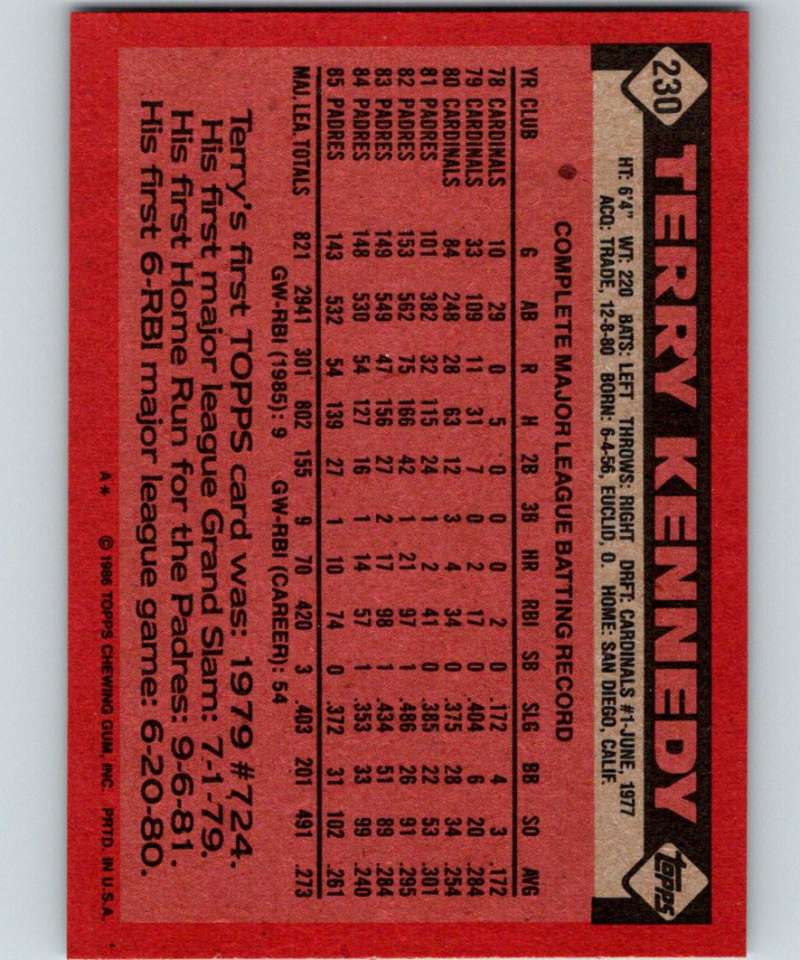 230 TERRY KENNEDY topps
HT: 6'4" WT: 220 BATS: LEFT THROWS: RIGHT DRFT: CARDINALS #1-JUNE, 1977
ACQ: TRADE, 12-8-80 BORN: 6-4-56, EUCLID, O. HOME: SAN DIEGO, CALIF.
COMPLETE MAJOR LEAGUE BATTING RECORD
YR CLUB G AB R H 2B 3B HR RBI SB SLG BB SO AVG
78 CARDINALS 10 29 0 5 0 0 0 2 0 .172 4 3 .172
79 CARDINALS 33 109 11 31 7 0 2 17 0 .404 6 20 .284
80 CARDINALS 84 248 28 63 12 3 4 34 0 .375 28 34 .254
81 PADRES 101 382 32 115 24 1 2 41 0 .385 22 53 .301
82 PADRES 153 562 75 166 42 1 21 97 1 .486 26 91 .295
83 PADRES 149 549 47 156 27 2 17 98 1 .434 51 89 .284
84 PADRES 148 530 54 127 16 1 14 57 1 .353 33 99 .240
85 PADRES 143 532 54 139 27 1 10 74 0 .372 31 102 .261
MAJ. LEA. TOTALS 821 2941 301 802 155 9 70 420 3 .403 201 491 .273
GW-RBI (1985): 9 GW-RBI (CAREER): 54
Terry's first TOPPS card was: 1979 #724.
His first major league Grand Slam: 7-1-79.
His first Home Run for the Padres: 9-6-81.
His first 6-RBI major league game: 6-20-80.
A* © 1986 TOPPS CHEWING GUM, INC. PRTD. IN U.S.A.